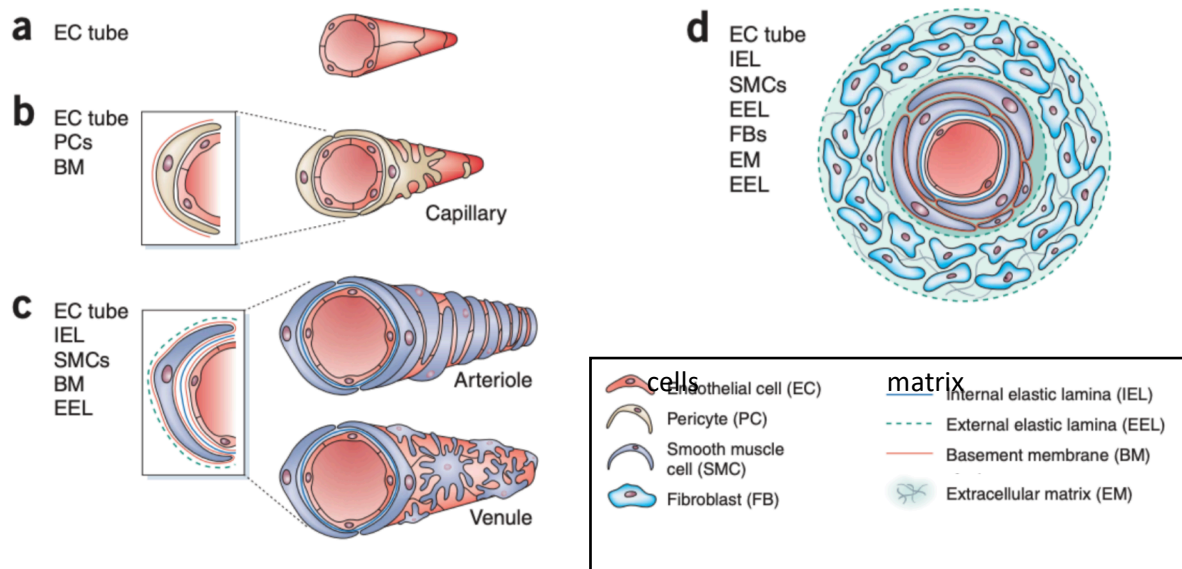 a
EC tube
b
EC tube
PCs
BM
Capillary
c
EC tube
IEL
SMCs
BM
EEL
Arteriole
Venule
d
EC tube
IEL
SMCs
EEL
FBs
EM
EEL
cells
Endothelial cell (EC)
Pericyte (PC)
Smooth muscle
cell (SMC)
Fibroblast (FB)
matrix
Internal elastic lamina (IEL)
External elastic lamina (EEL)
Basement membrane (BM)
Extracellular matrix (EM)